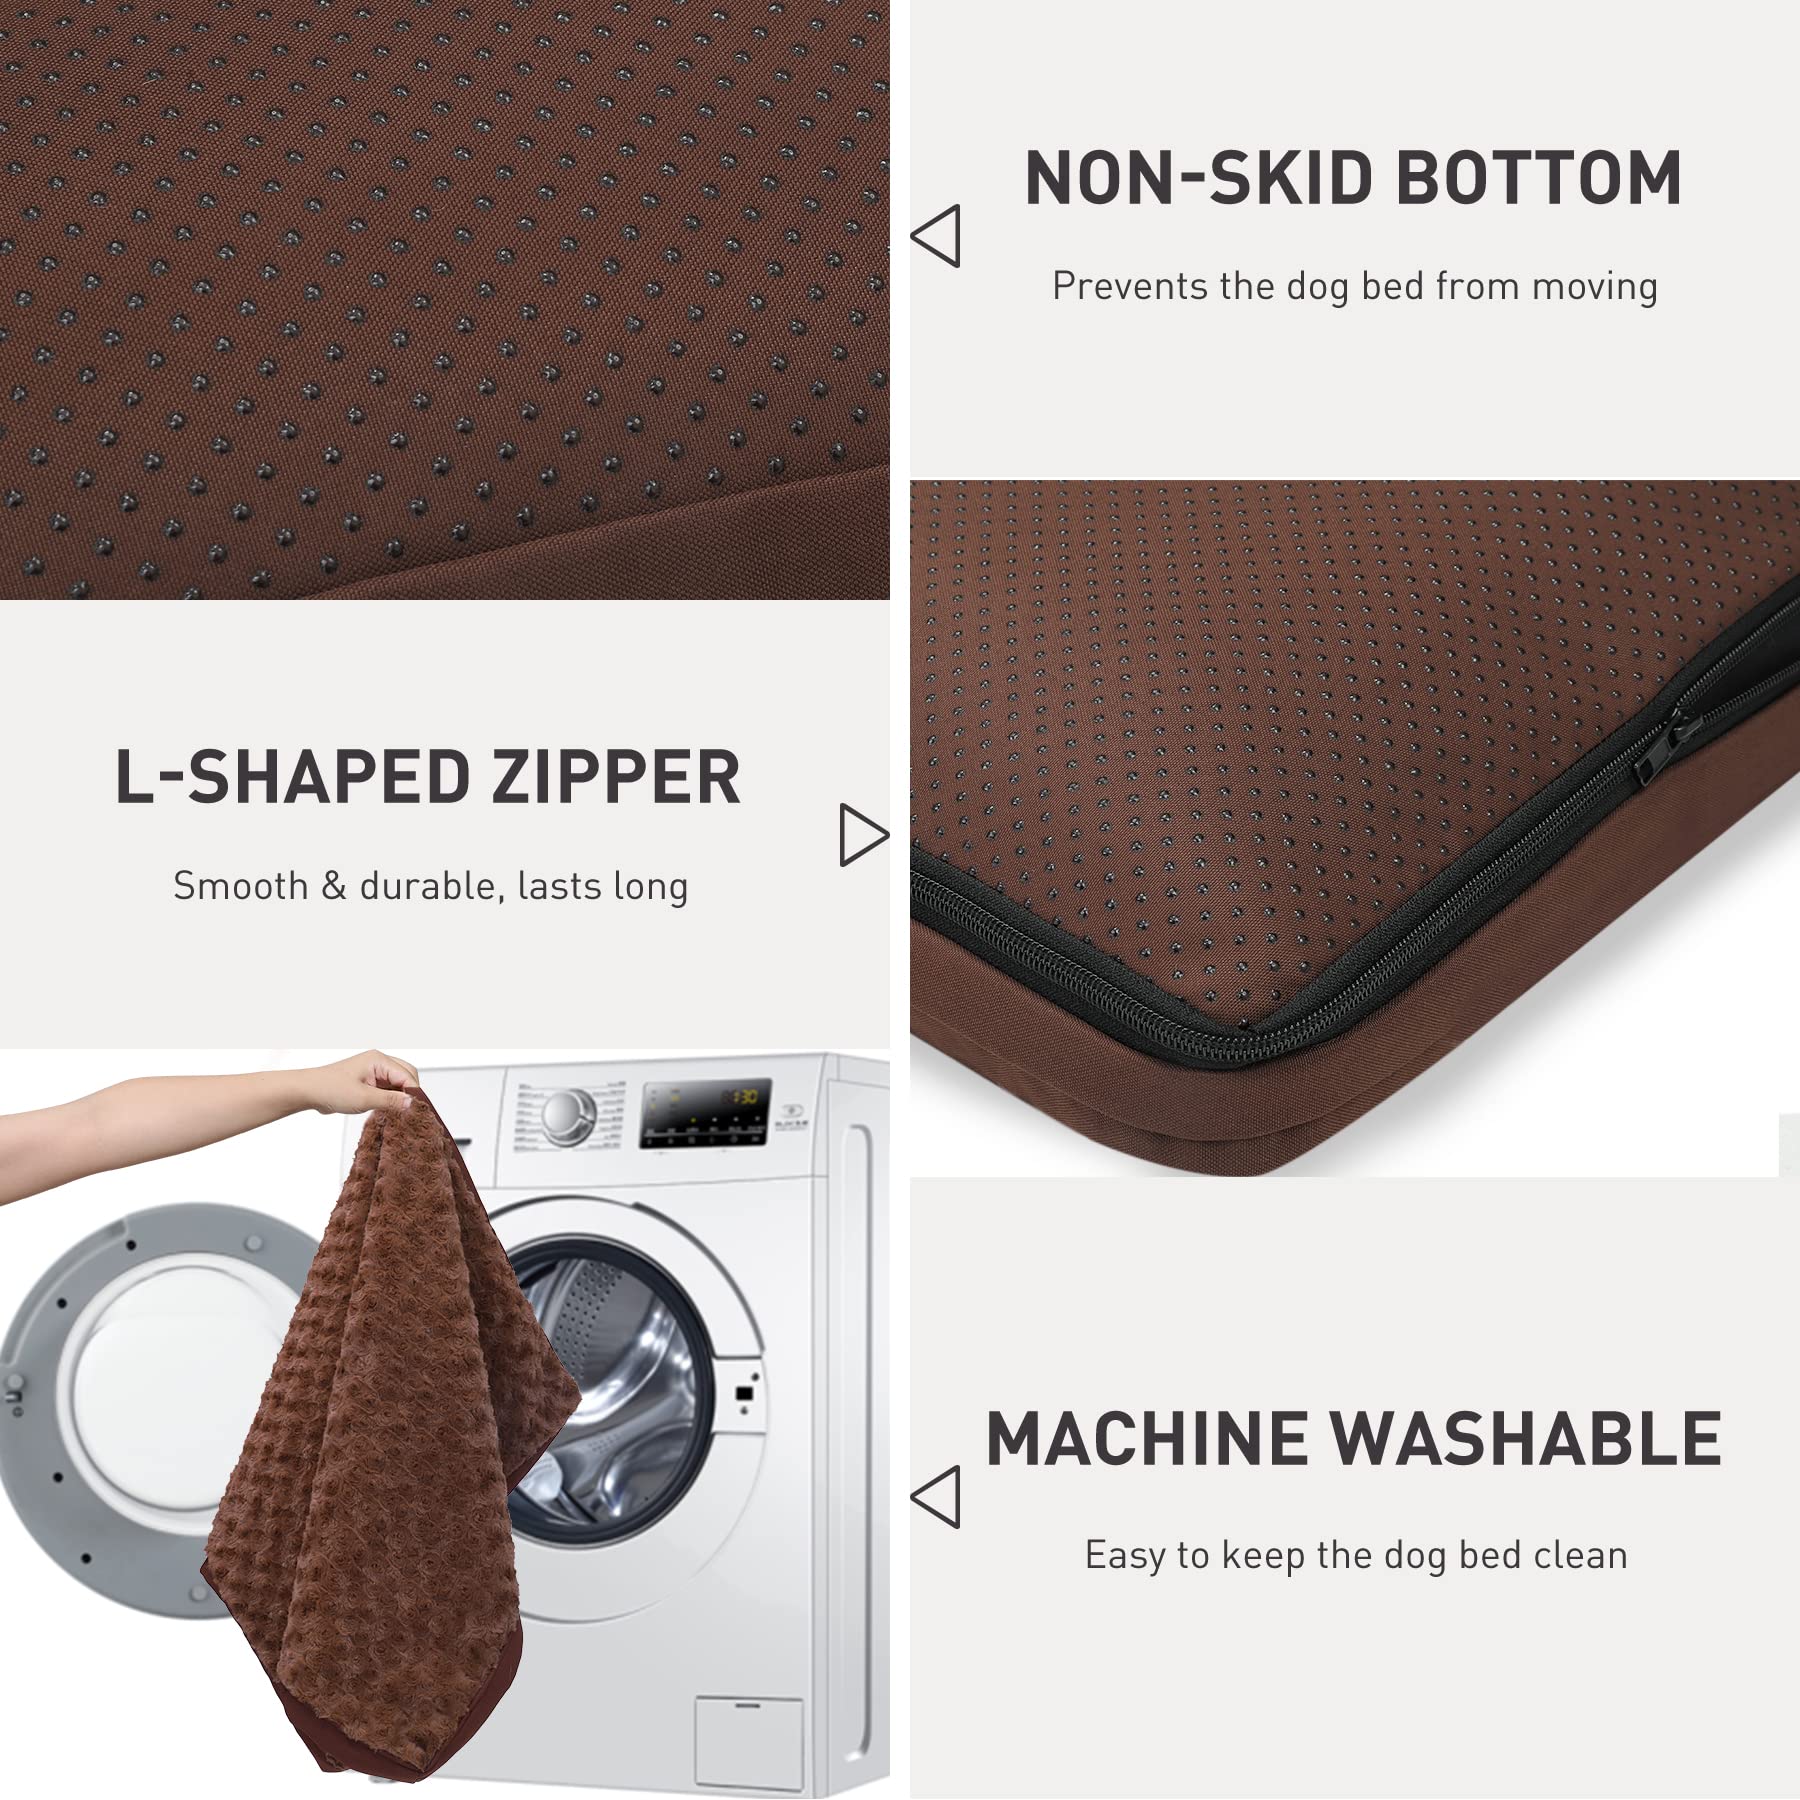 NON-SKID BOTTOM
Prevents the dog bed from moving
L-SHAPED ZIPPER
Smooth & durable, lasts long
MACHINE WASHABLE
Easy to keep the dog bed clean